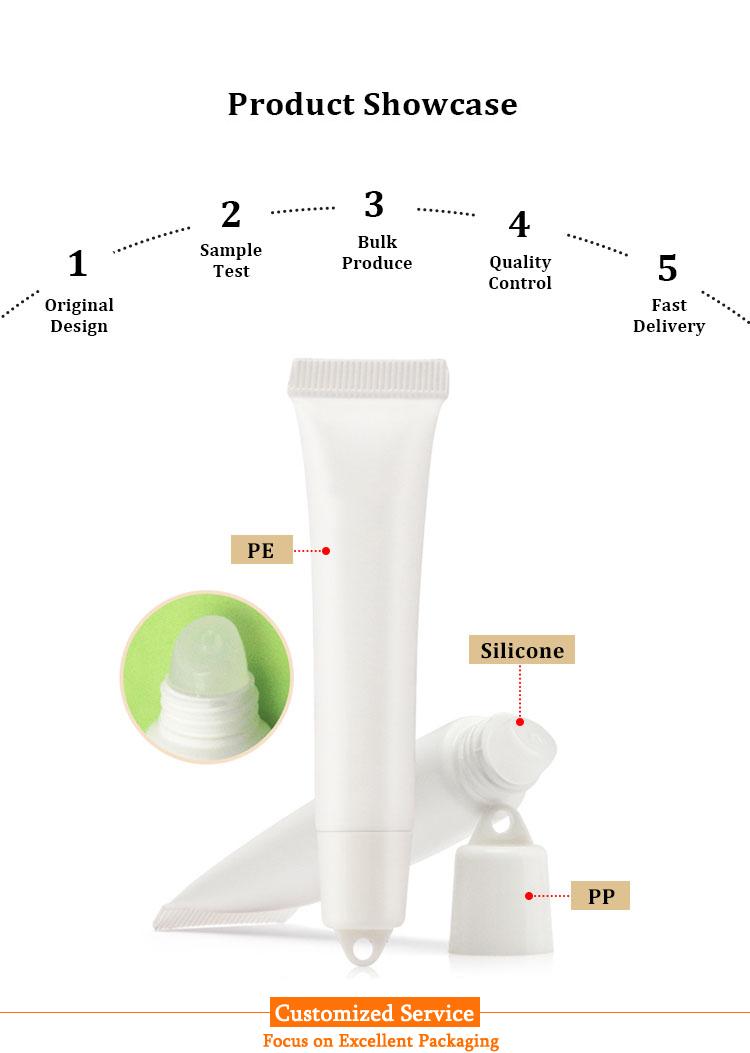 Product Showcase
1
Original
Design
2
Sample
Test
3
Bulk
Produce
4
Quality
Control
5
Fast
Delivery
PE
Silicone
PP
Customized Service
Focus on Excellent Packaging